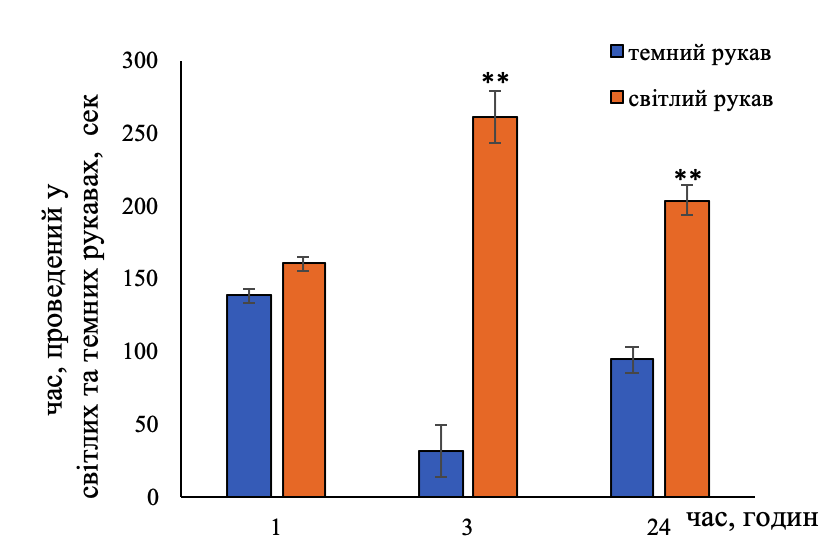 час, проведений у
світлих та темних рукавах, сек
300
250
200
150
100
50
0
**
**
темний рукав
світлий рукав
1
3
24
час, годин